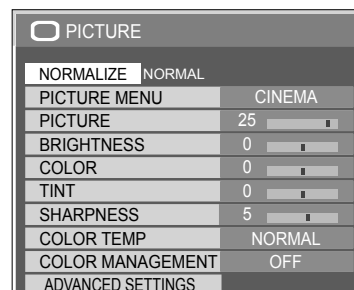 PICTURE
NORMALIZE NORMAL
PICTURE MENU CINEMA
PICTURE 25
BRIGHTNESS 0
COLOR 0
TINT 0
SHARPNESS 5
COLOR TEMP NORMAL
COLOR MANAGEMENT OFF
ADVANCED SETTINGS